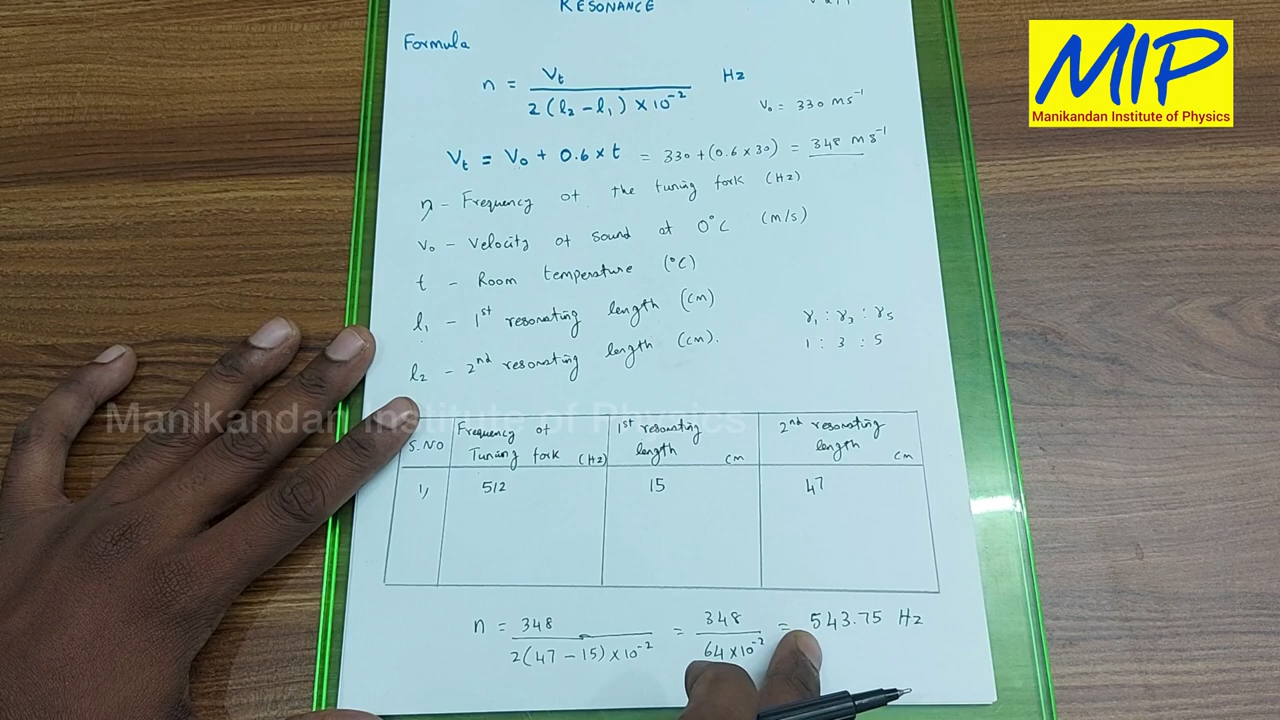 RESONANCE
MIP
Manikandan Institute of Physics
Formula
n = Vt / 2(l2 - l1) × 10^-2 Hz
V0 = 330 ms^-1
Vt = V0 + 0.6 × t = 330 + (0.6 × 30) = 348 ms^-1
n - Frequency of the tuning fork (Hz)
V0 - Velocity of sound at 0°C (m/s)
t - Room temperature (°C)
l1 - 1st resonating length (cm)
γ1 : γ3 : γ5
1 : 3 : 5
l2 - 2nd resonating length (cm).
Manikandan Institute of Physics
S.NO
Frequency of
Tuning fork (Hz)
1st resonating
length cm
2nd resonating
length cm
1, 512 15 47
n = 348 / 2(47 - 15) × 10^-2 = 348 / 64 × 10^-2 = 543.75 Hz